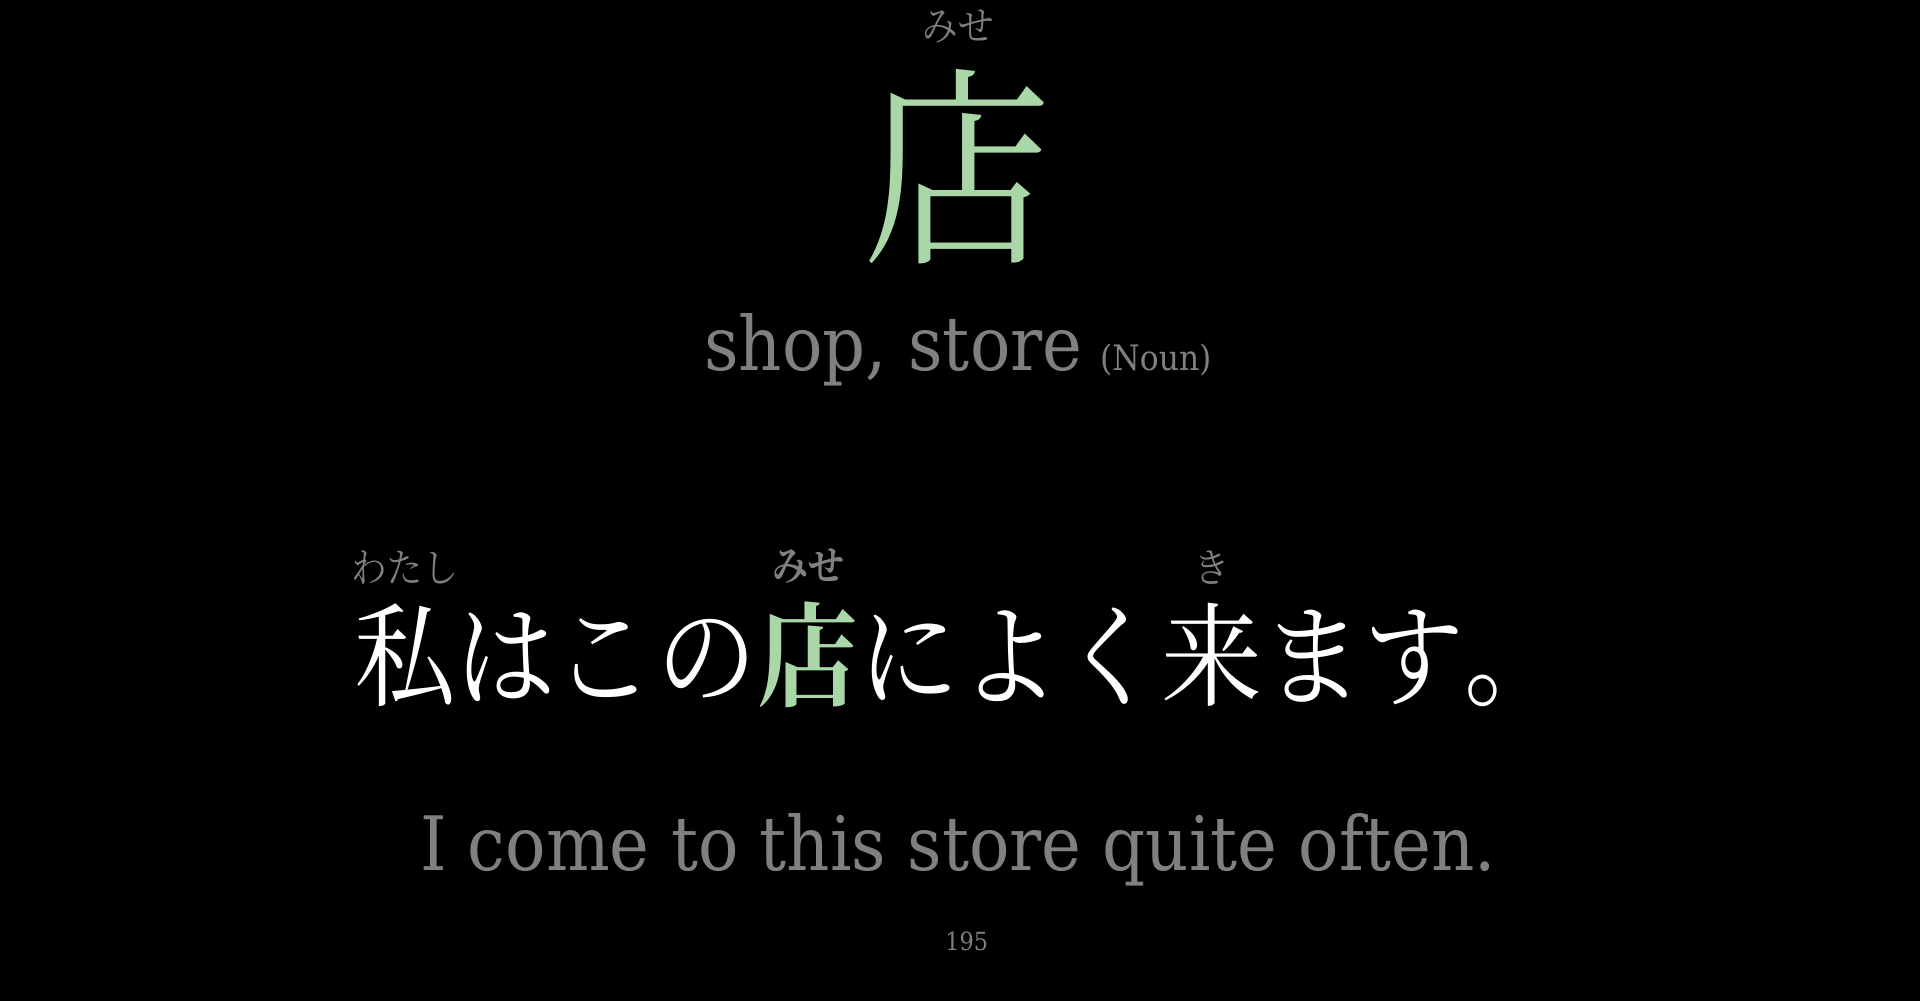 みせ
店
shop, store (Noun)
わたし みせ き
私はこの店によく来ます。
I come to this store quite often.
195